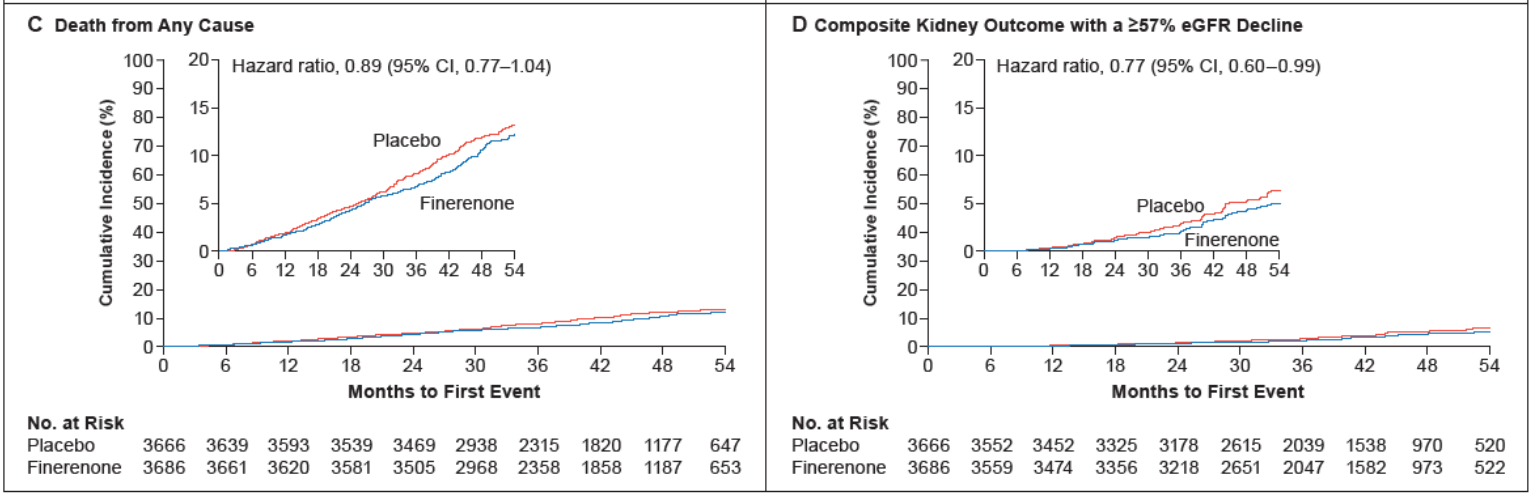 C Death from Any Cause
Cumulative Incidence (%)
100
90
80
70
60
50
40
30
20
10
0
20
15
10
5
0
Hazard ratio, 0.89 (95% CI, 0.77–1.04)
Placebo
Finerenone
0 6 12 18 24 30 36 42 48 54
0 6 12 18 24 30 36 42 48 54
Months to First Event
No. at Risk
Placebo 3666 3639 3593 3539 3469 2938 2315 1820 1177 647
Finerenone 3686 3661 3620 3581 3505 2968 2358 1858 1187 653
D Composite Kidney Outcome with a ≥57% eGFR Decline
Cumulative Incidence (%)
100
90
80
70
60
50
40
30
20
10
0
20
15
10
5
0
Hazard ratio, 0.77 (95% CI, 0.60–0.99)
Placebo
Finerenone
0 6 12 18 24 30 36 42 48 54
0 6 12 18 24 30 36 42 48 54
Months to First Event
No. at Risk
Placebo 3666 3552 3452 3325 3178 2615 2039 1538 970 520
Finerenone 3686 3559 3474 3356 3218 2651 2047 1582 973 522